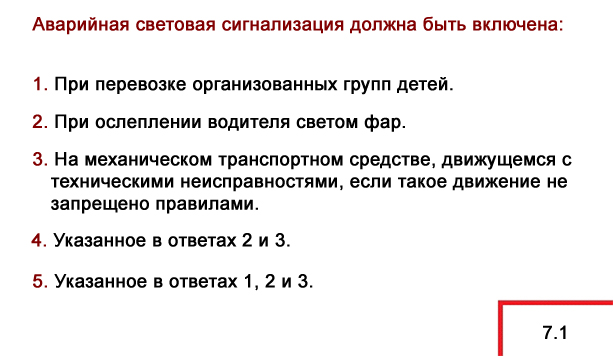 Аварийная световая сигнализация должна быть включена:
1. При перевозке организованных групп детей.
2. При ослеплении водителя светом фар.
3. На механическом транспортном средстве, движущемся с
техническими неисправностями, если такое движение не
запрещено правилами.
4. Указанное в ответах 2 и 3.
5. Указанное в ответах 1, 2 и 3.
7.1